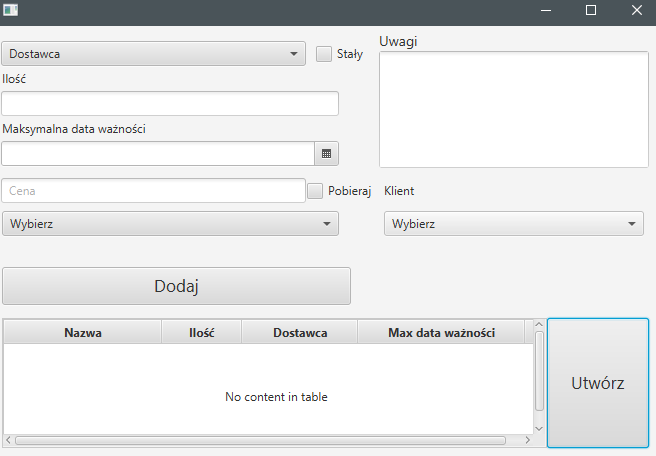 Dostawca
Stały
Uwagi
Ilość
Maksymalna data ważności
Cena
Pobieraj
Klient
Wybierz
Wybierz
Dodaj
Nazwa Ilość Dostawca Max data ważności
No content in table
Utwórz